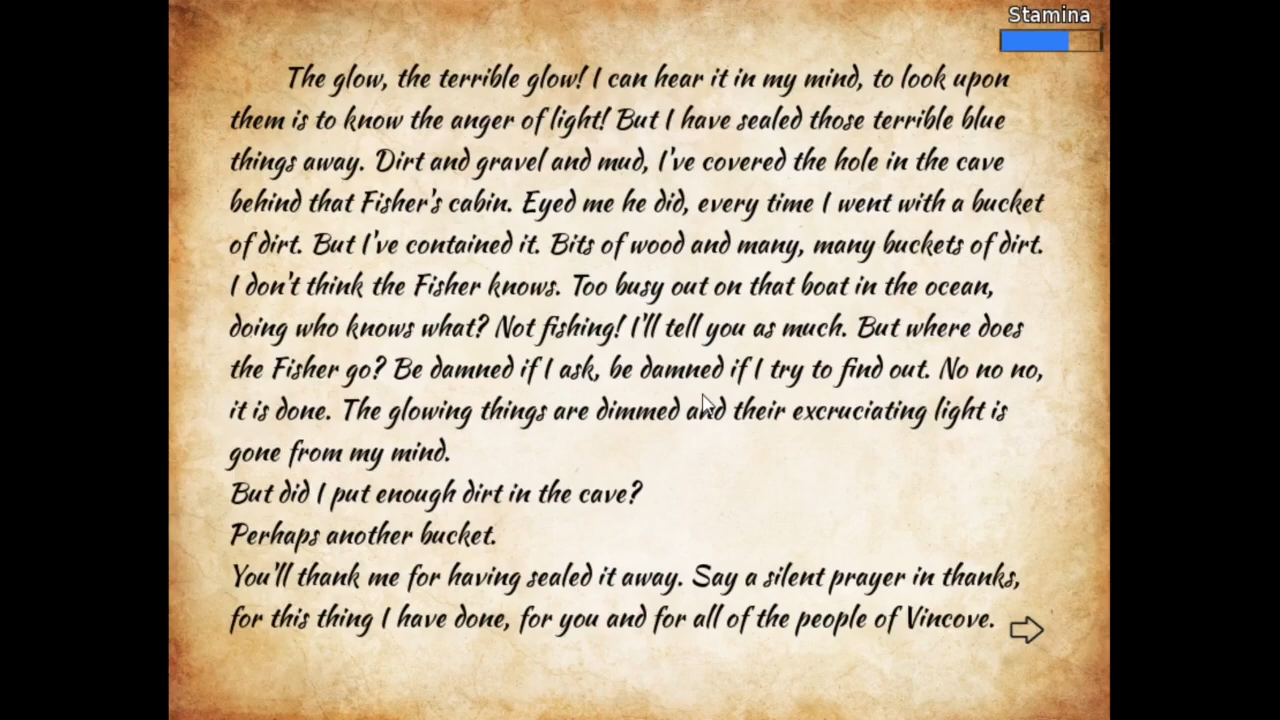 Stamina
The glow, the terrible glow! I can hear it in my mind, to look upon
them is to know the anger of light! But I have sealed those terrible blue
things away. Dirt and gravel and mud, I've covered the hole in the cave
behind that Fisher's cabin. Eyed me he did, every time I went with a bucket
of dirt. But I've contained it. Bits of wood and many, many buckets of dirt.
I don't think the Fisher knows. Too busy out on that boat in the ocean,
doing who knows what? Not fishing! I'll tell you as much. But where does
the Fisher go? Be damned if I ask, be damned if I try to find out. No no no,
it is done. The glowing things are dimmed and their excruciating light is
gone from my mind.
But did I put enough dirt in the cave?
Perhaps another bucket.
You'll thank me for having sealed it away. Say a silent prayer in thanks,
for this thing I have done, for you and for all of the people of Vincove.